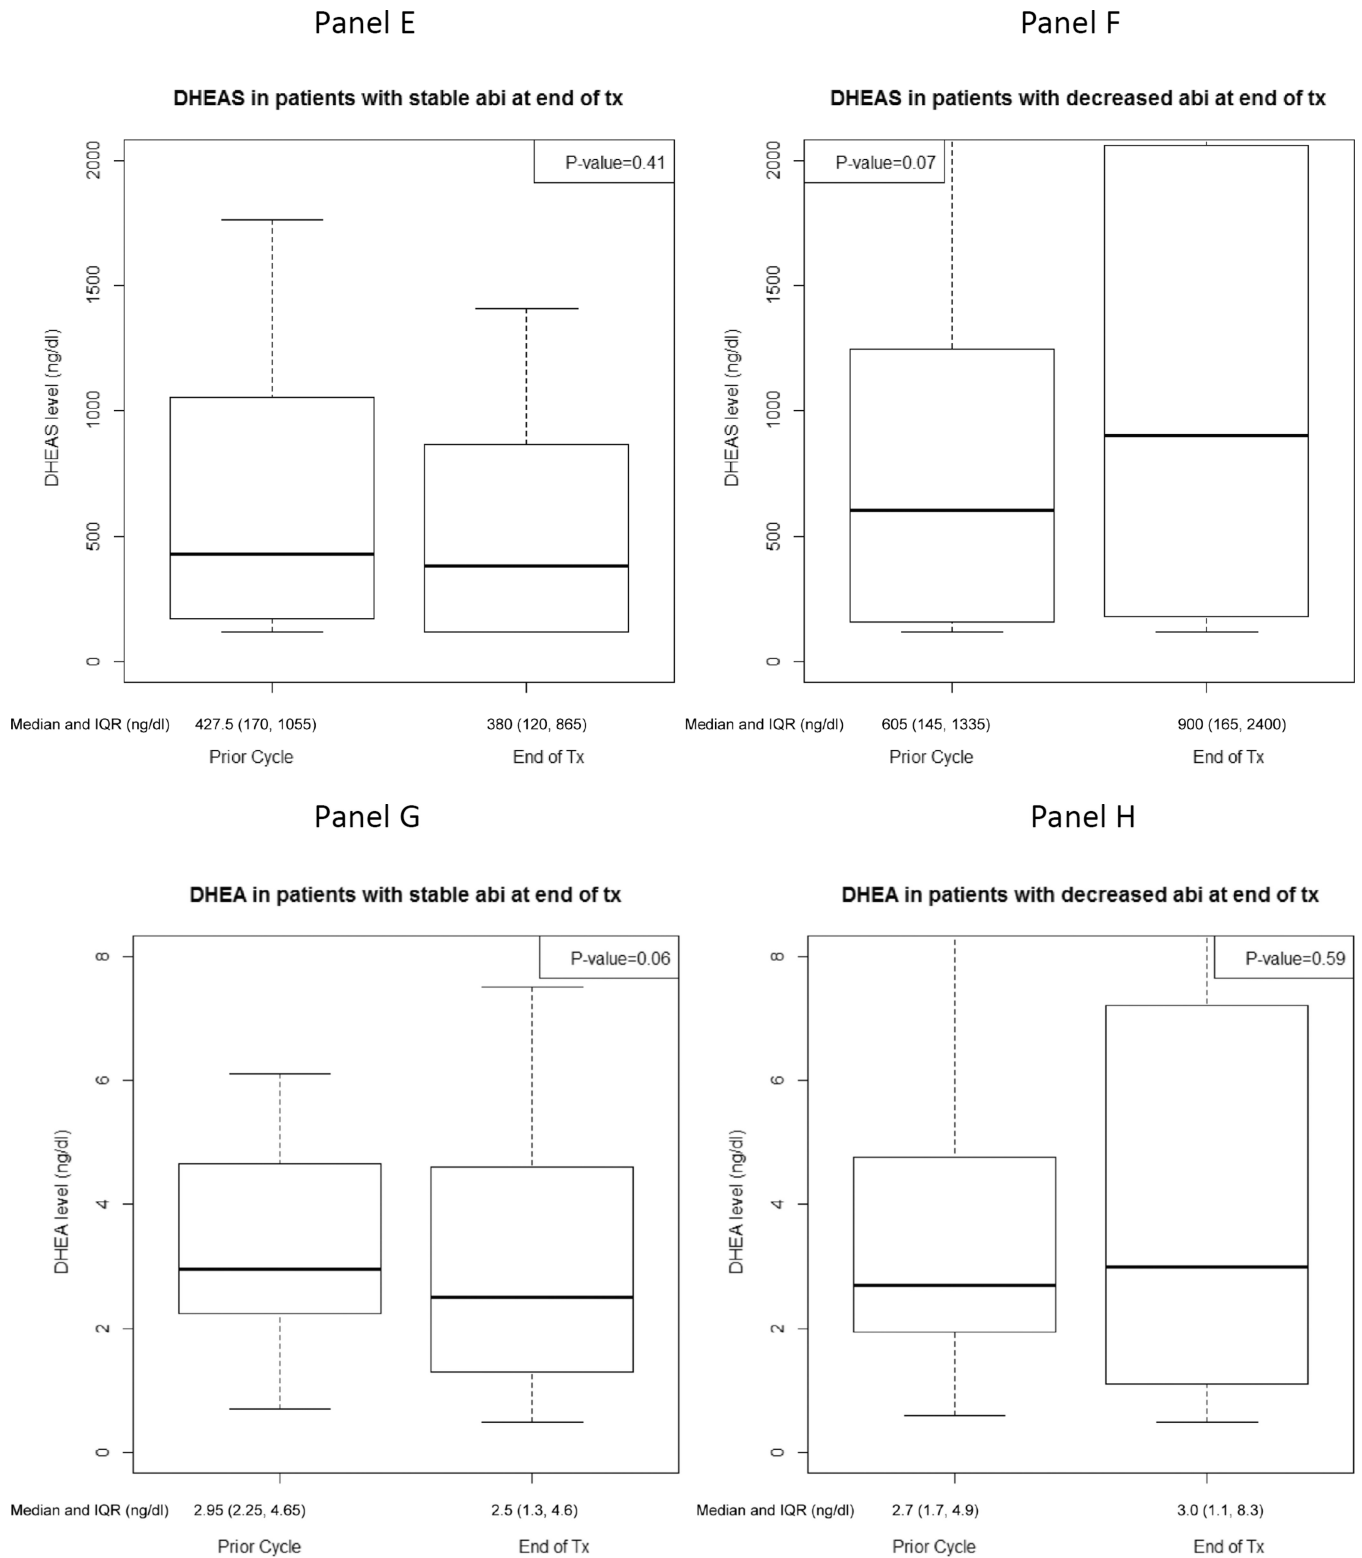 Panel E
DHEAS in patients with stable abi at end of tx
P-value=0.41
DHEAS level (ng/dl)
2000
1500
1000
500
0
Median and IQR (ng/dl) 427.5 (170, 1055) 380 (120, 865)
Prior Cycle End of Tx
Panel F
DHEAS in patients with decreased abi at end of tx
P-value=0.07
DHEAS level (ng/dl)
2000
1500
1000
500
0
Median and IQR (ng/dl) 605 (145, 1335) 900 (165, 2400)
Prior Cycle End of Tx
Panel G
DHEA in patients with stable abi at end of tx
P-value=0.06
DHEA level (ng/dl)
8
6
4
2
0
Median and IQR (ng/dl) 2.95 (2.25, 4.65) 2.5 (1.3, 4.6)
Prior Cycle End of Tx
Panel H
DHEA in patients with decreased abi at end of tx
P-value=0.59
DHEA level (ng/dl)
8
6
4
2
0
Median and IQR (ng/dl) 2.7 (1.7, 4.9) 3.0 (1.1, 8.3)
Prior Cycle End of Tx